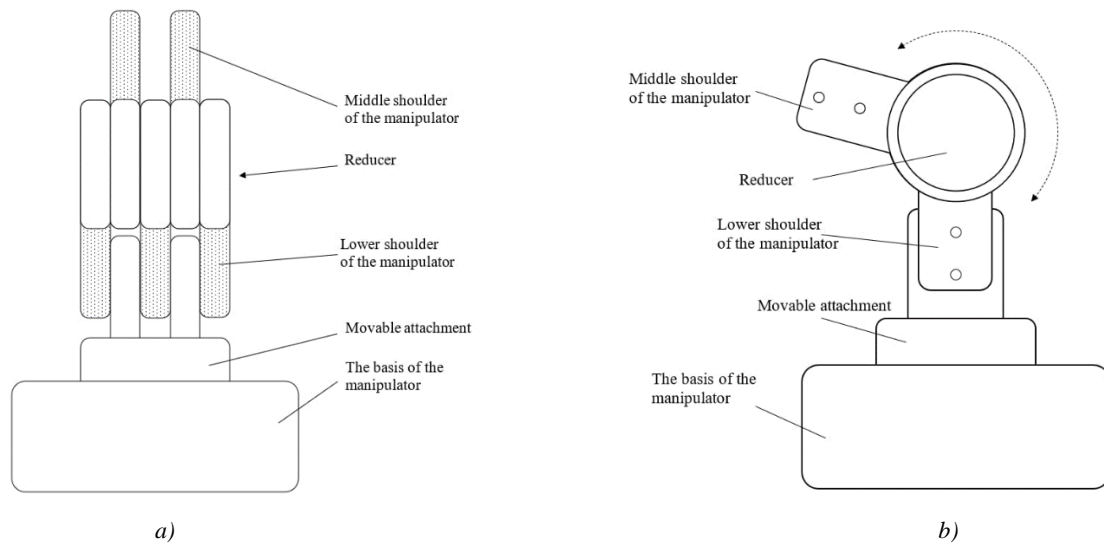 Middle shoulder
of the manipulator
Reducer
Lower shoulder
of the manipulator
Movable attachment
The basis of the
manipulator
a)
Middle shoulder
of the manipulator
Reducer
Lower shoulder
of the manipulator
Movable attachment
The basis of the
manipulator
b)